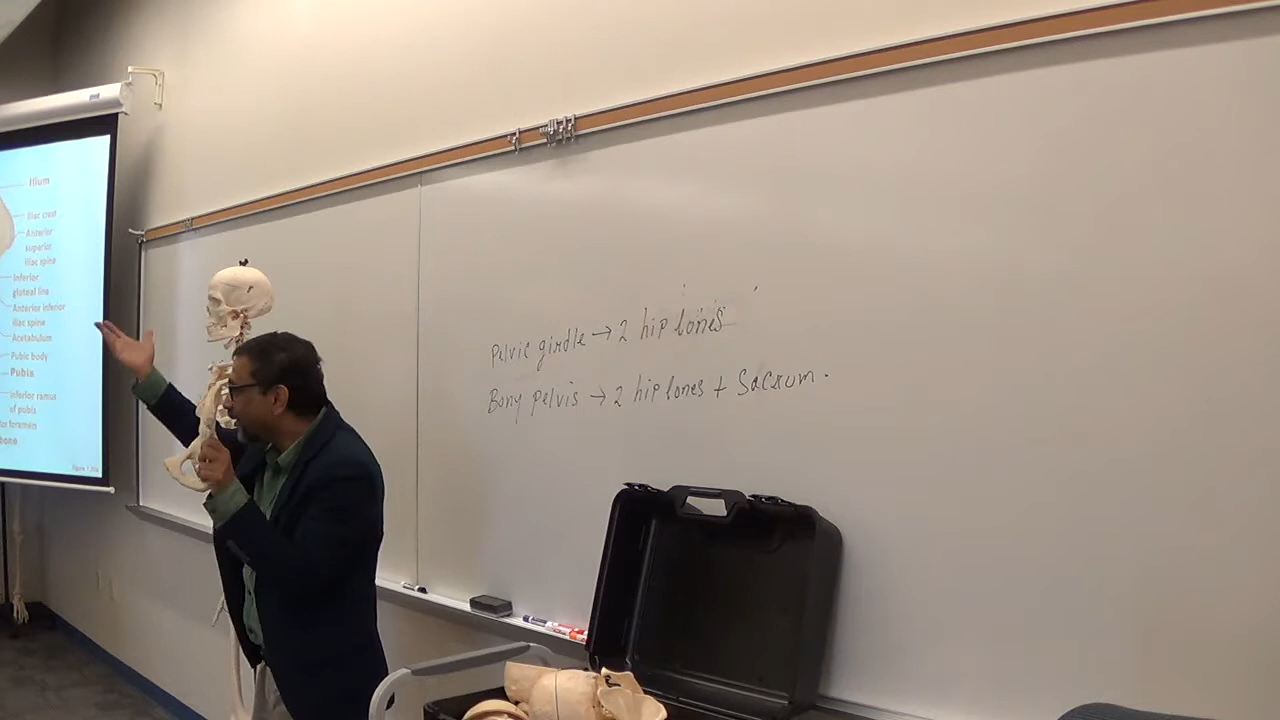 Ilium
Iliac crest
Anterior
superior
iliac spine
Inferior
gluteal line
Anterior inferior
iliac spine
Acetabulum
Pubic body
Pubis
Inferior ramus
of pubis
foramen
bone
Pelvic girdle → 2 hip bones
Bony pelvis → 2 hip bones + Sacrum.